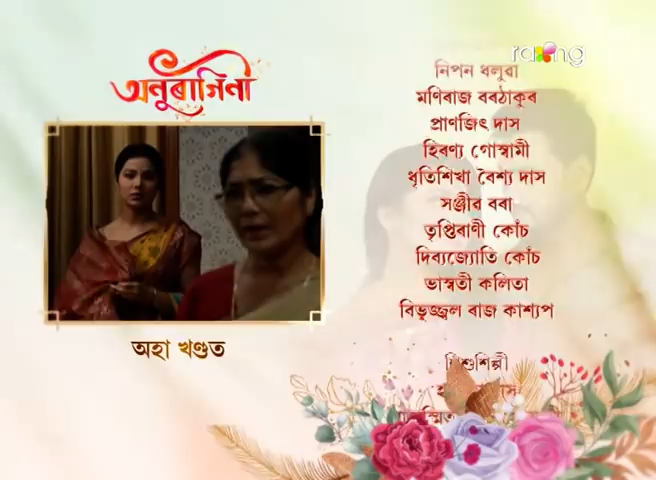 rang
অনুৰাগিনী
অহা খণ্ডত
নিপন ধলুৱা
মণিৰাজ বৰঠাকুৰ
প্ৰাণজিৎ দাস
হিৰণ্য গোস্বামী
ধৃতিশিখা বৈশ্য দাস
সঞ্জীৱ বৰা
তৃপ্তিৰাণী কোঁচ
দিব্যজ্যোতি কোঁচ
ভাস্বতী কলিতা
বিভূজ্জ্বল ৰাজ কাশ্যপ
শিশুশিল্পী